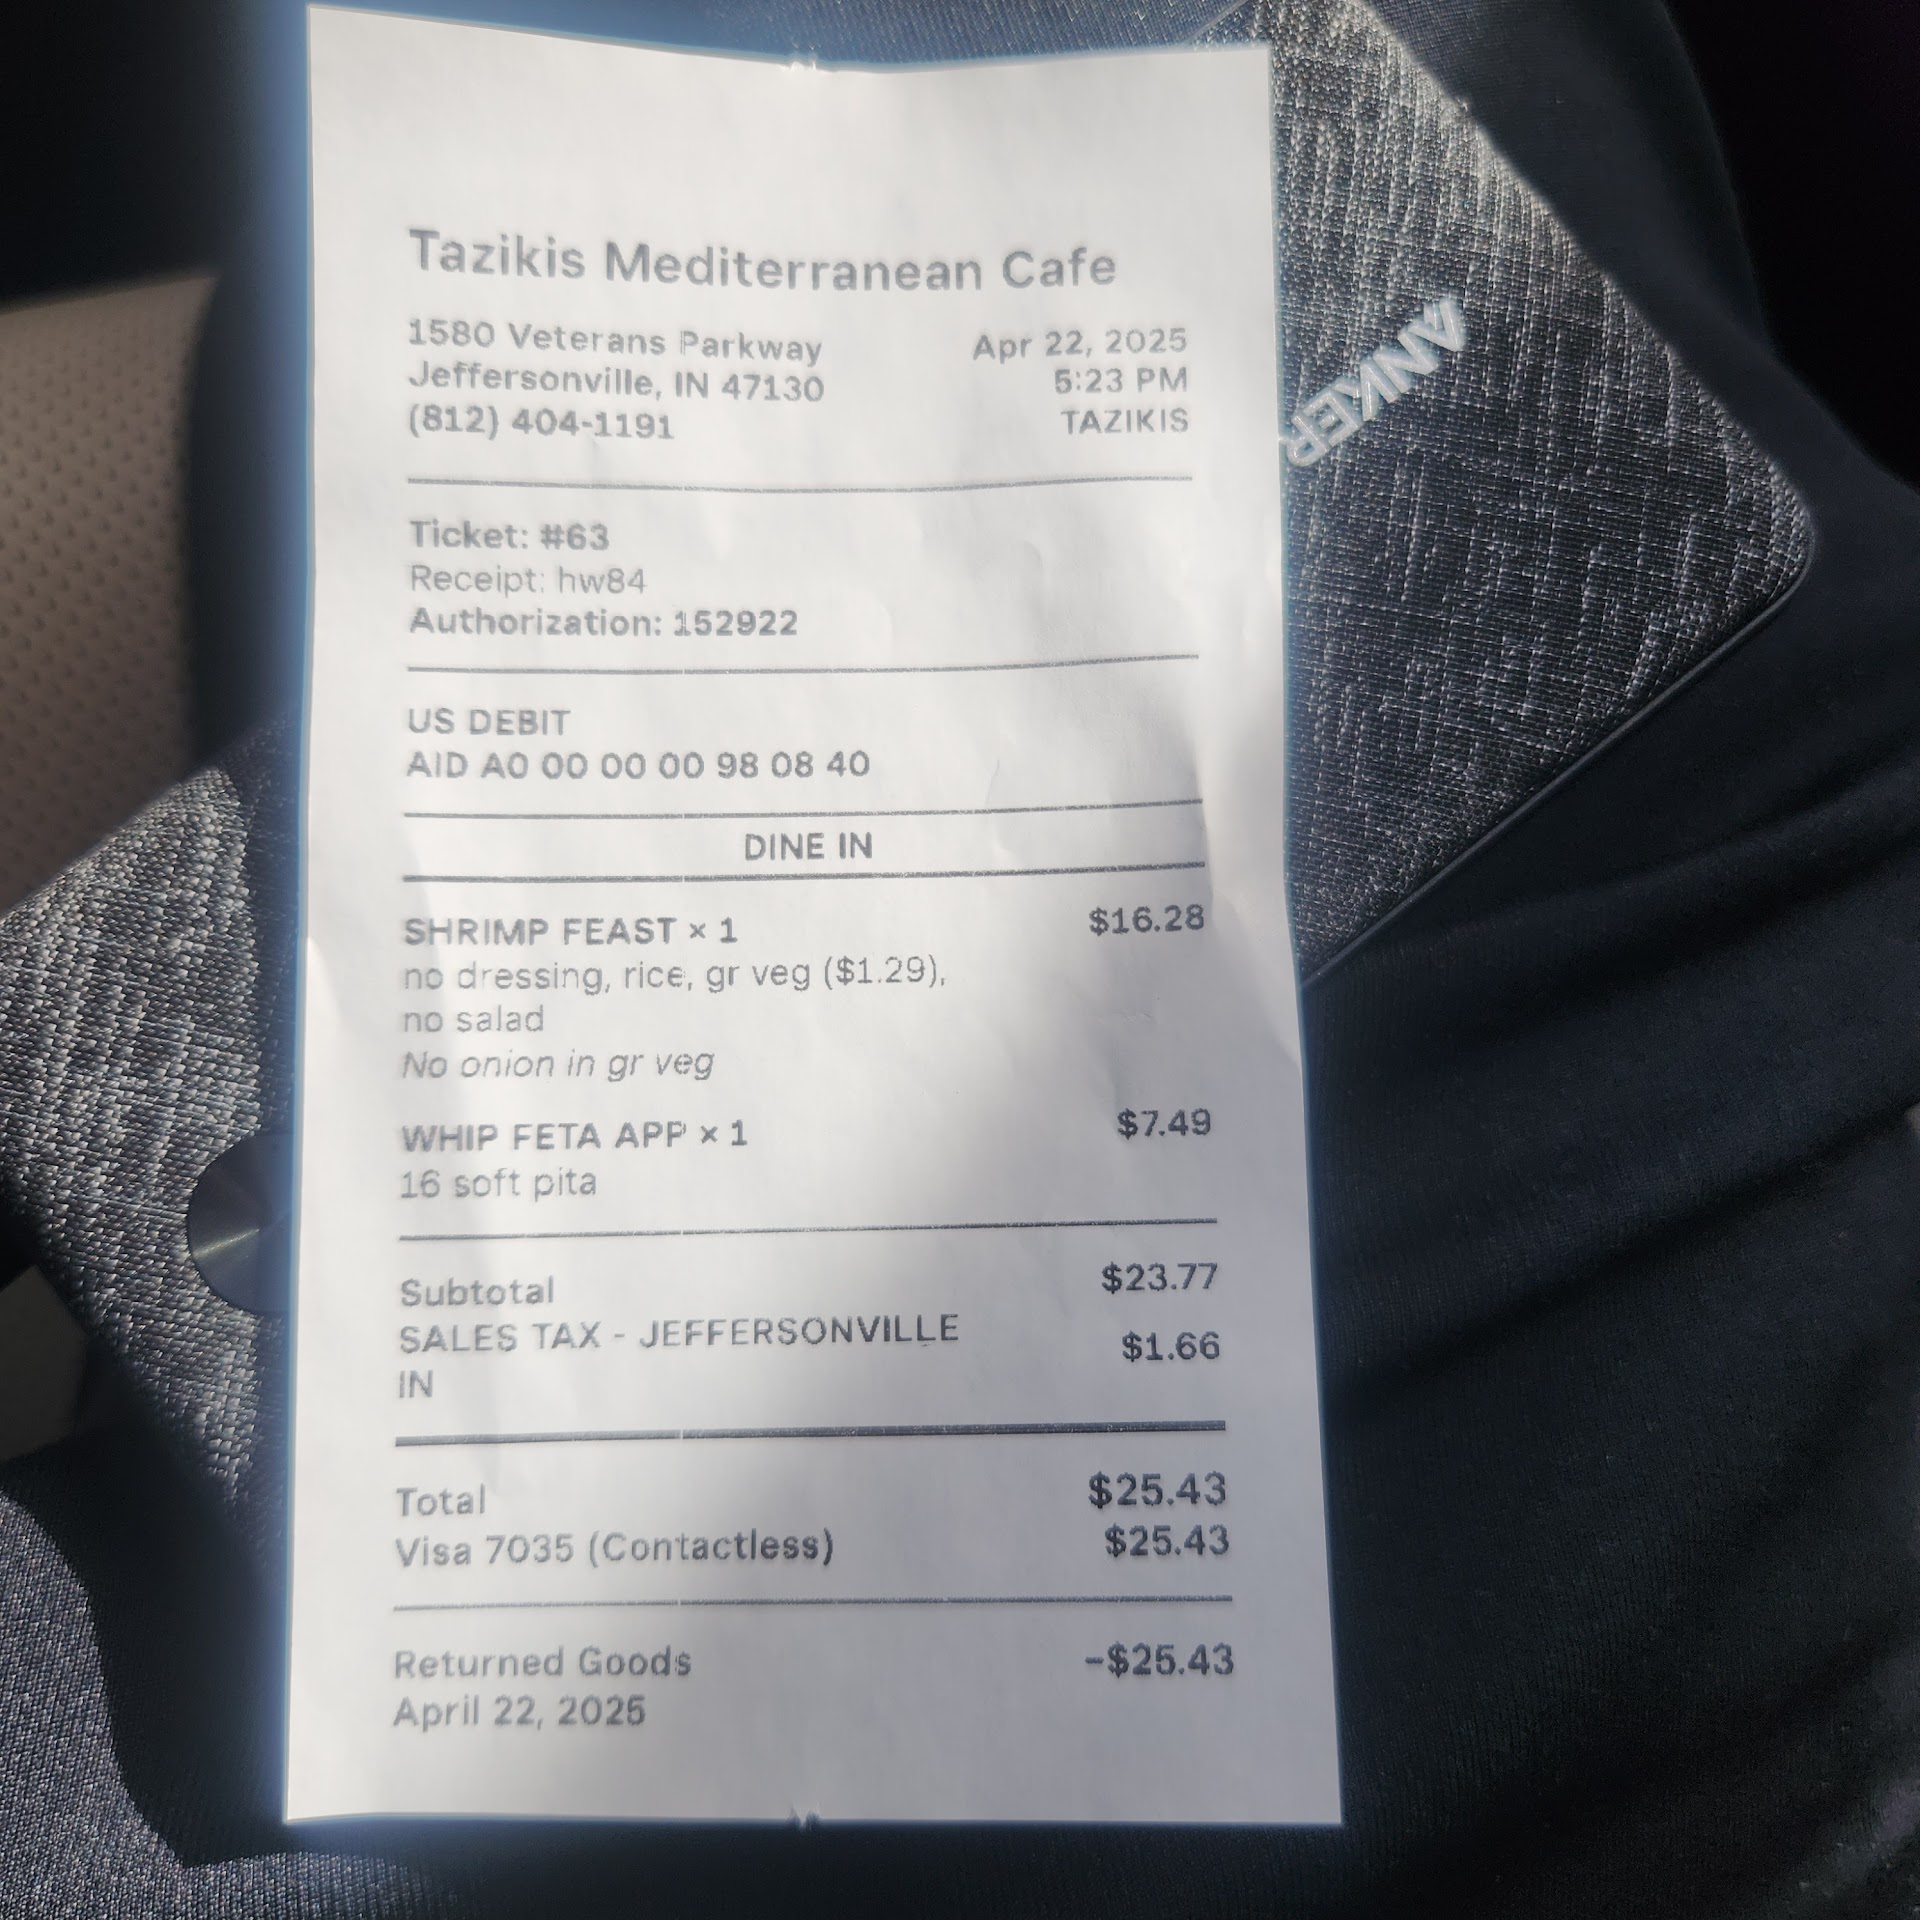 Tazikis Mediterranean Cafe
1580 Veterans Parkway
Jeffersonville, IN 47130
(812) 404-1191
Apr 22, 2025
5:23 PM
TAZIKIS
Ticket: #63
Receipt: hw84
Authorization: 152922
US DEBIT
AID A0 00 00 00 98 08 40
DINE IN
SHRIMP FEAST × 1 $16.28
no dressing, rice, gr veg ($1.29),
no salad
No onion in gr veg
WHIP FETA APP × 1 $7.49
16 soft pita
Subtotal $23.77
SALES TAX - JEFFERSONVILLE $1.66
IN
Total $25.43
Visa 7035 (Contactless) $25.43
Returned Goods -$25.43
April 22, 2025
ANKER